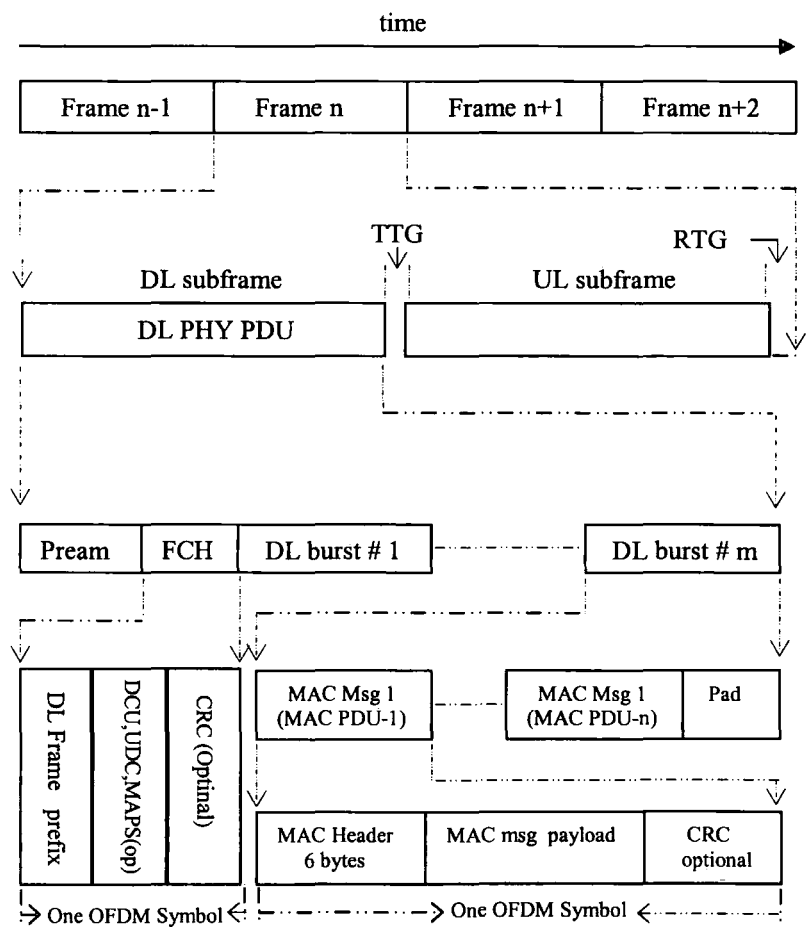 time
Frame n-1
Frame n
Frame n+1
Frame n+2
TTG
RTG
DL subframe
UL subframe
DL PHY PDU
Pream
FCH
DL burst # 1
DL burst # m
DL Frame prefix
DCU,UDC,MAPS(op)
CRC (Optinal)
MAC Msg 1
(MAC PDU-1)
MAC Msg 1
(MAC PDU-n)
Pad
MAC Header
6 bytes
MAC msg payload
CRC
optional
One OFDM Symbol
One OFDM Symbol